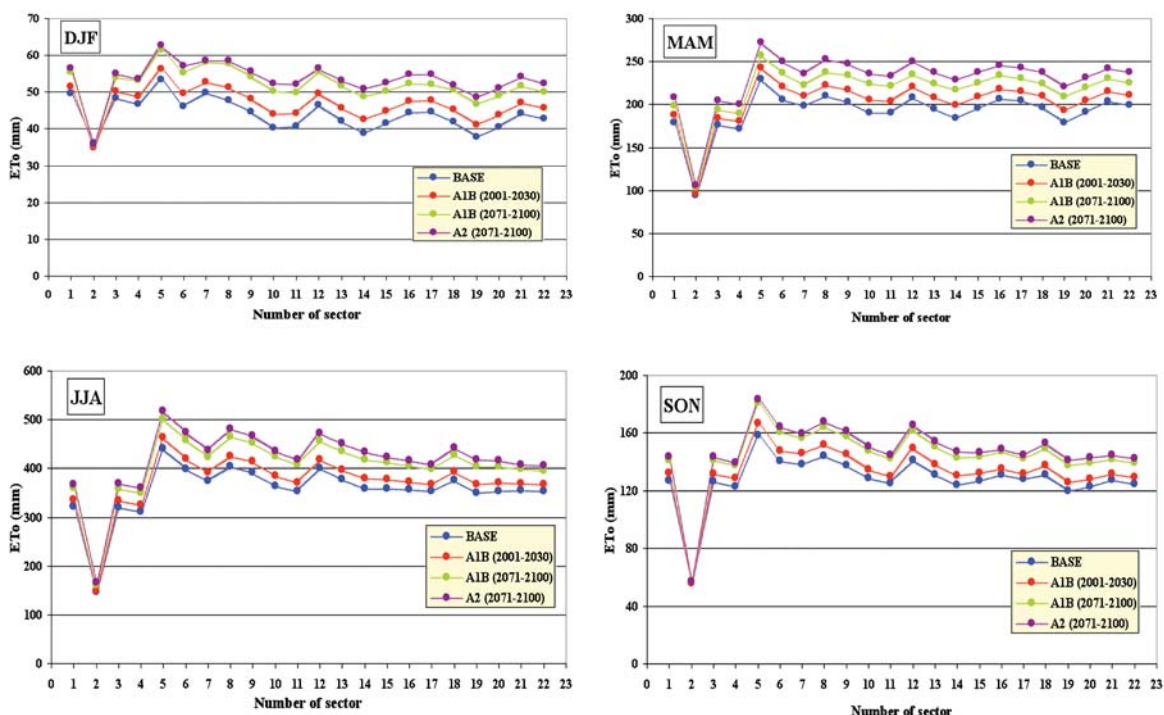 DJF
ETo (mm)
70
60
50
40
30
20
10
0
BASE
A1B (2001-2030)
A1B (2071-2100)
A2 (2071-2100)
0 1 2 3 4 5 6 7 8 9 10 11 12 13 14 15 16 17 18 19 20 21 22 23
Number of sector
MAM
ETo (mm)
300
250
200
150
100
50
0
BASE
A1B (2001-2030)
A1B (2071-2100)
A2 (2071-2100)
0 1 2 3 4 5 6 7 8 9 10 11 12 13 14 15 16 17 18 19 20 21 22 23
Number of sector
JJA
ETo (mm)
600
500
400
300
200
100
0
BASE
A1B (2001-2030)
A1B (2071-2100)
A2 (2071-2100)
0 1 2 3 4 5 6 7 8 9 10 11 12 13 14 15 16 17 18 19 20 21 22 23
Number of sector
SON
ETo (mm)
200
160
120
80
40
0
BASE
A1B (2001-2030)
A1B (2071-2100)
A2 (2071-2100)
0 1 2 3 4 5 6 7 8 9 10 11 12 13 14 15 16 17 18 19 20 21 22 23
Number of sector